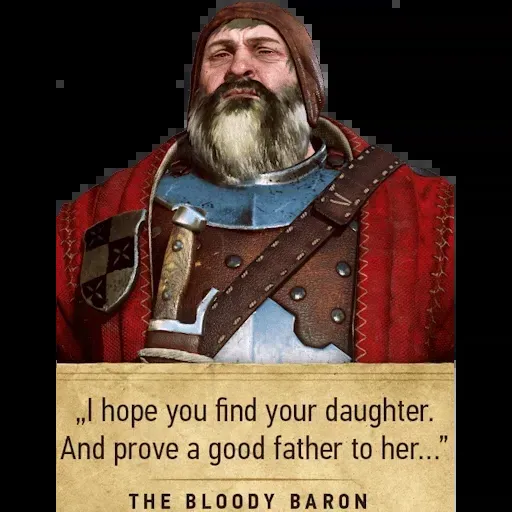 „I hope you find your daughter.
And prove a good father to her...”
THE BLOODY BARON